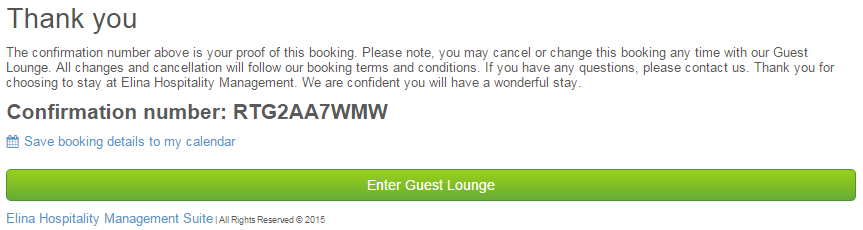 Thank you
The confirmation number above is your proof of this booking. Please note, you may cancel or change this booking any time with our Guest
Lounge. All changes and cancellation will follow our booking terms and conditions. If you have any questions, please contact us. Thank you for
choosing to stay at Elina Hospitality Management. We are confident you will have a wonderful stay.
Confirmation number: RTG2AA7WMW
Save booking details to my calendar
Enter Guest Lounge
Elina Hospitality Management Suite | All Rights Reserved © 2015